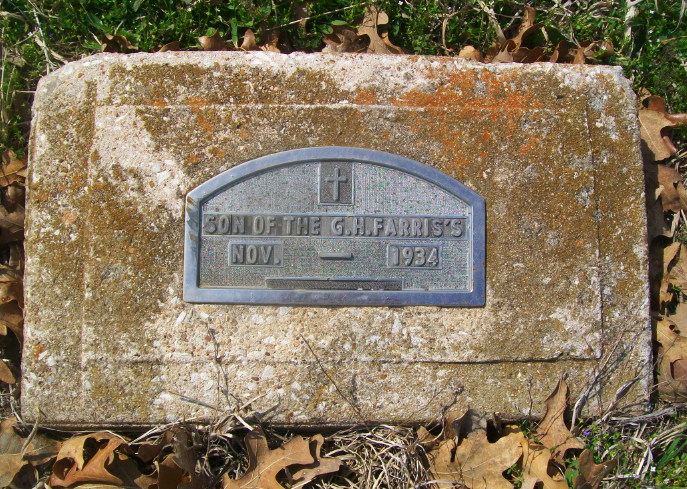 SON OF THE G.H.FARRIS'S
NOV. — 1934